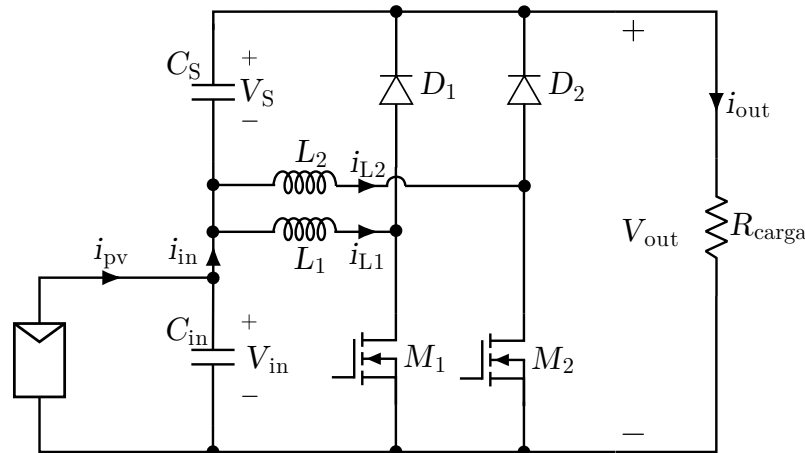 +
C_S
+
V_S
−
D_1
D_2
i_out
L_2
i_L2
i_pv
i_in
L_1
i_L1
V_out
R_carga
C_in
+
V_in
−
M_1
M_2
−